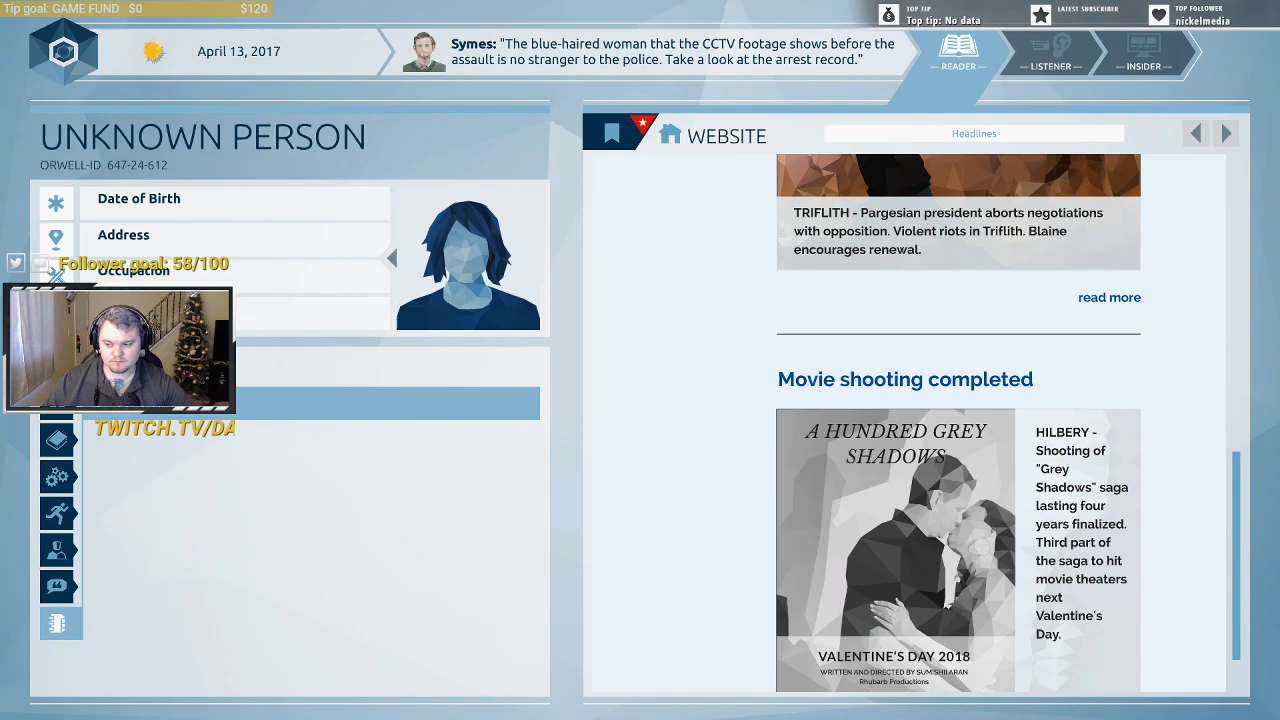 Tip goal: GAME FUND $0 $120
TOP TIP
Top tip: No data
LATEST SUBSCRIBER
TOP FOLLOWER
nickelmedia
April 13, 2017
Symes: "The blue-haired woman that the CCTV footage shows before the
assault is no stranger to the police. Take a look at the arrest record."
— READER —
— LISTENER —
— INSIDER —
UNKNOWN PERSON
ORWELL-ID 647-24-612
Date of Birth
Address
Occupation
Follower goal: 58/100
TWITCH.TV/DA
WEBSITE
Headlines
TRIFLITH - Pargesian president aborts negotiations
with opposition. Violent riots in Triflith. Blaine
encourages renewal.
read more
Movie shooting completed
A HUNDRED GREY
SHADOWS
VALENTINE'S DAY 2018
WRITTEN AND DIRECTED BY SUMI SHIIARAN
Rhubarb Productions
HILBERY -
Shooting of
"Grey
Shadows" saga
lasting four
years finalized.
Third part of
the saga to hit
movie theaters
next
Valentine's
Day.